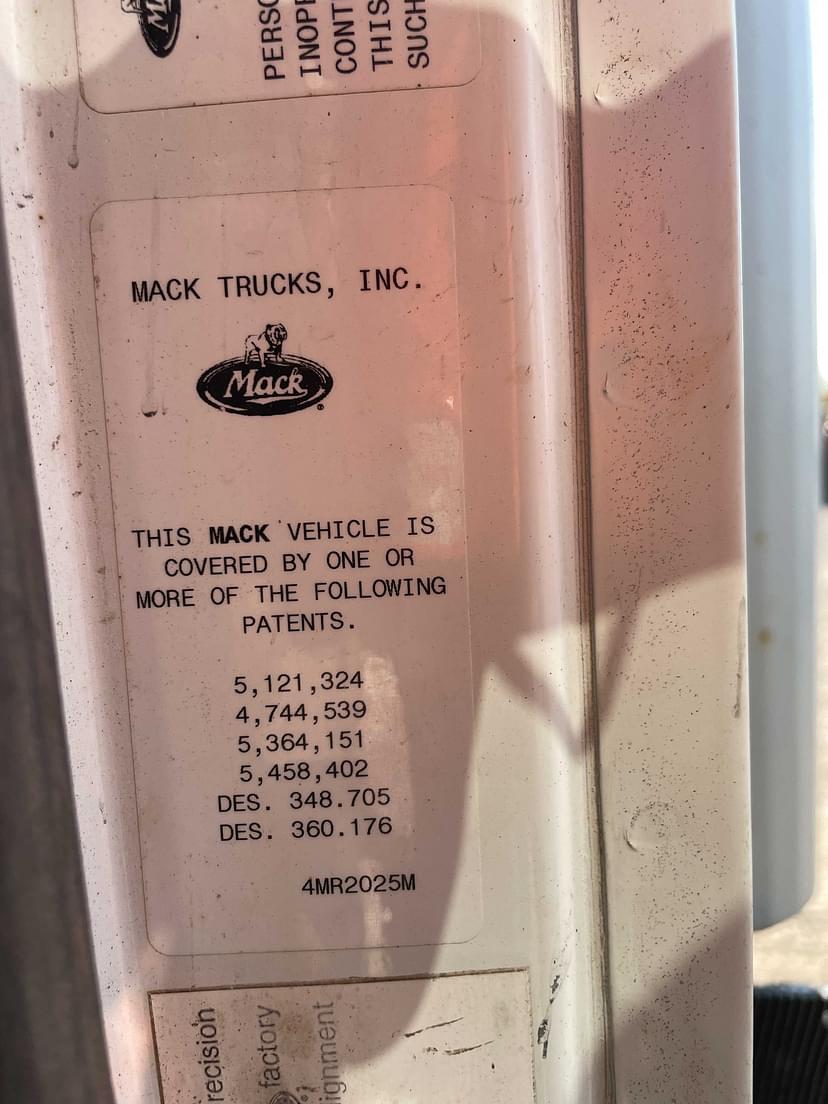 PERSO
INOPE
CONT
THIS
SUCH
MACK TRUCKS, INC.
Mack
THIS MACK VEHICLE IS
COVERED BY ONE OR
MORE OF THE FOLLOWING
PATENTS.
5,121,324
4,744,539
5,364,151
5,458,402
DES. 348.705
DES. 360.176
4MR2025M
recision
factory
ignment